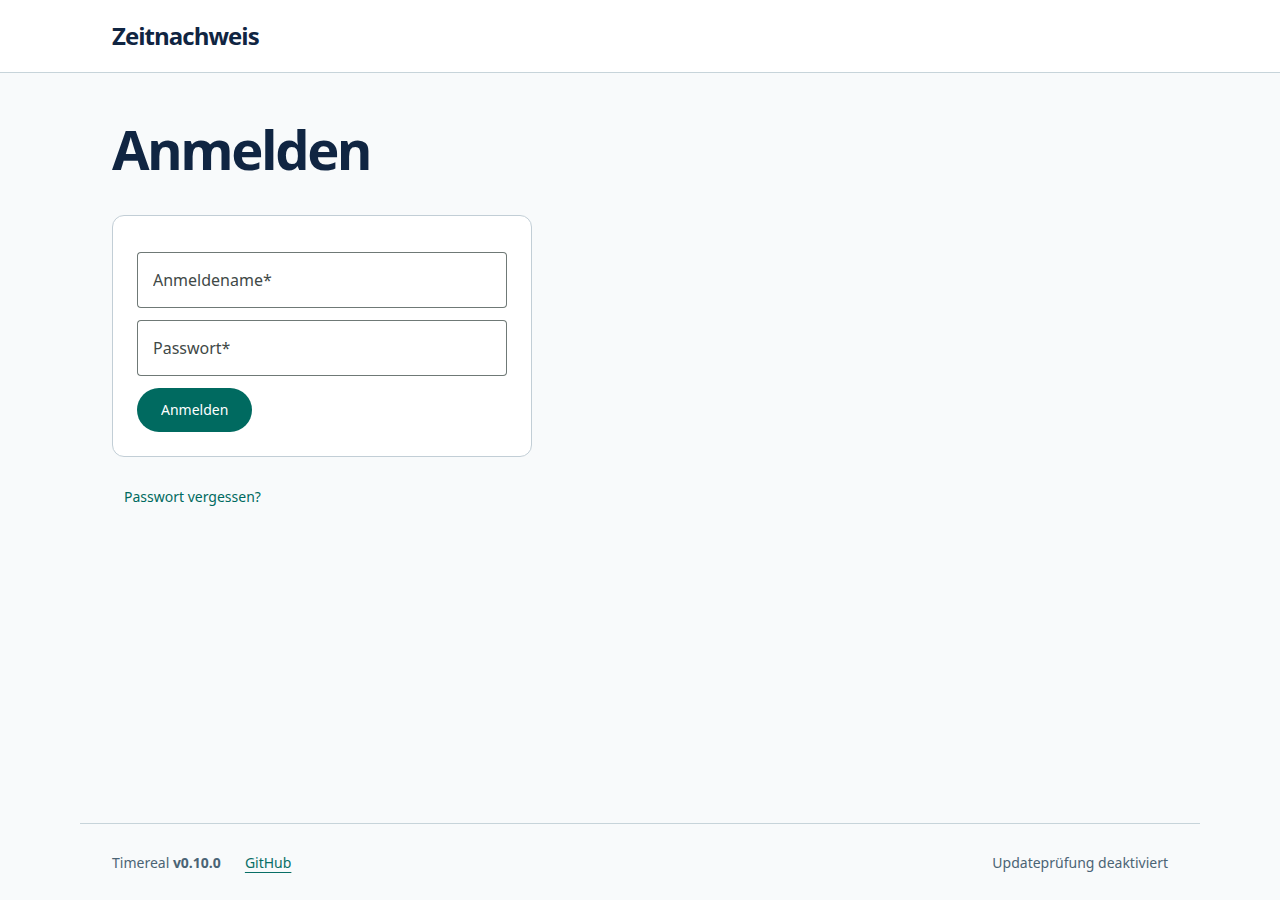 Zeitnachweis
Anmelden
Anmeldename*
Passwort*
Anmelden
Passwort vergessen?
Timereal v0.10.0 GitHub Updateprüfung deaktiviert